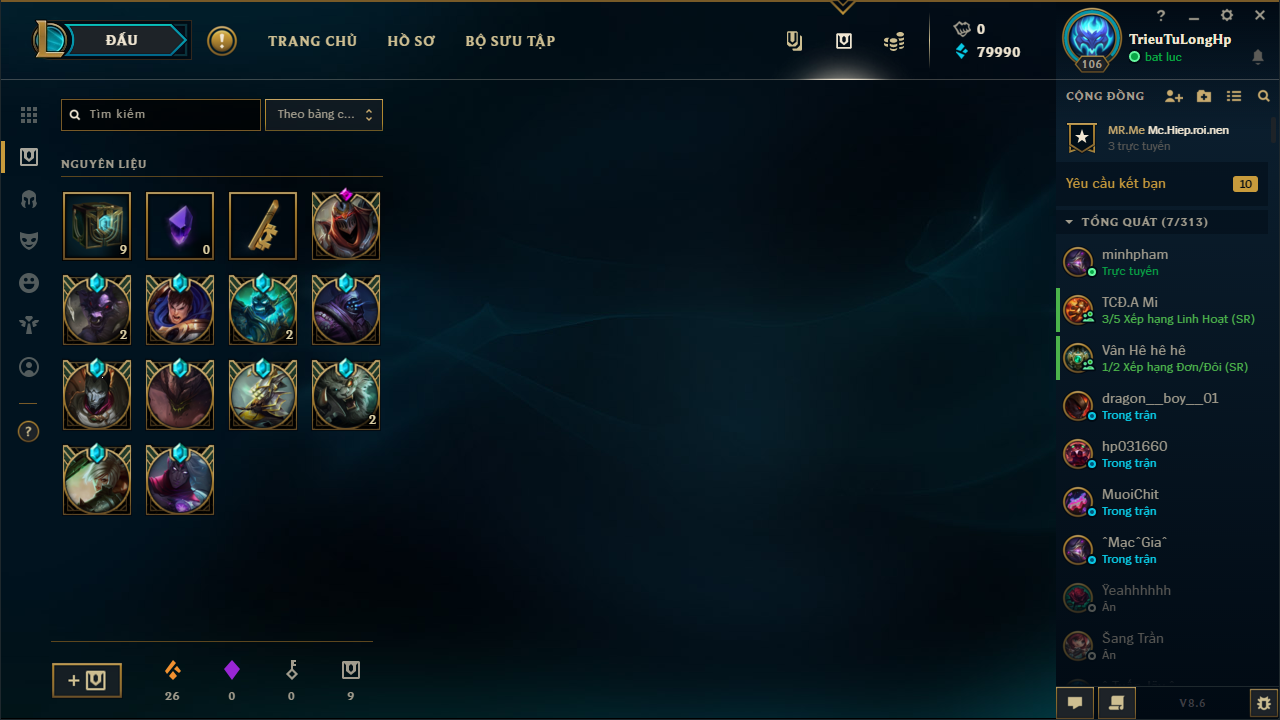 ĐẤU
TRANG CHỦ
HỒ SƠ
BỘ SƯU TẬP
0
79990
?
106
TrieuTuLongHp
bat luc
Tìm kiếm
Theo bảng c...
NGUYÊN LIỆU
9
0
2
2
2
?
26
0
0
9
CỘNG ĐỒNG
MR.Me Mc.Hiep.roi.nen
3 trực tuyến
Yêu cầu kết bạn
10
TỔNG QUÁT (7/313)
minhpham
Trực tuyến
TCĐ.A Mi
3/5 Xếp hạng Linh Hoạt (SR)
Vân Hê hê hê
1/2 Xếp hạng Đơn/Đôi (SR)
dragon__boy__01
Trong trận
hp031660
Trong trận
MuoiChit
Trong trận
ˆMạcˆGiaˆ
Trong trận
Ÿeahhhhhh
Ẩn
Šang Trần
Ẩn
V8.6